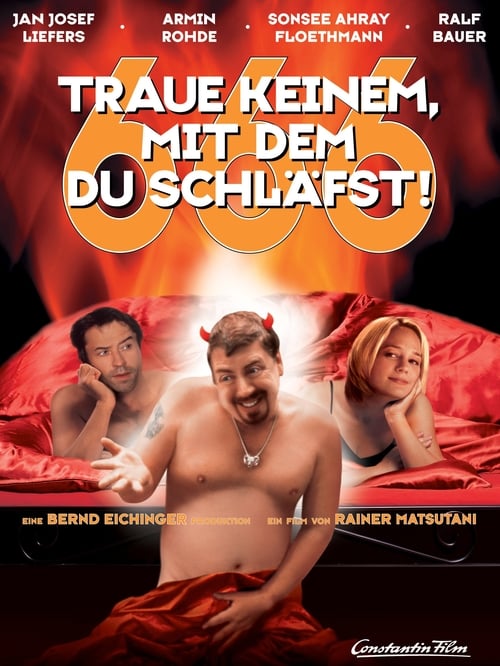 JAN JOSEF LIEFERS · ARMIN ROHDE · SONSEE AHRAY FLOETHMANN · RALF BAUER
666
TRAUE KEINEM,
MIT DEM
DU SCHLÄFST!
EINE BERND EICHINGER PRODUKTION EIN FILM VON RAINER MATSUTANI
Constantin Film